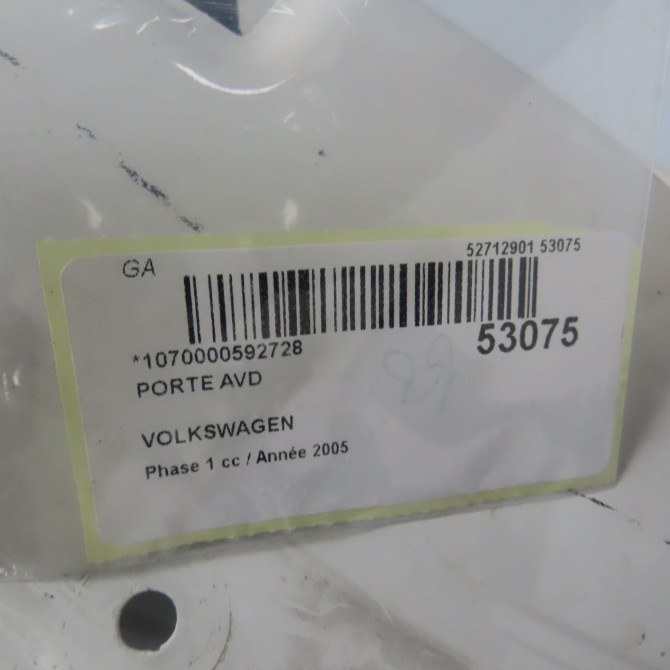 GA
52712901 53075
*1070000592728
53075
PORTE AVD
VOLKSWAGEN
Phase 1 cc / Année 2005